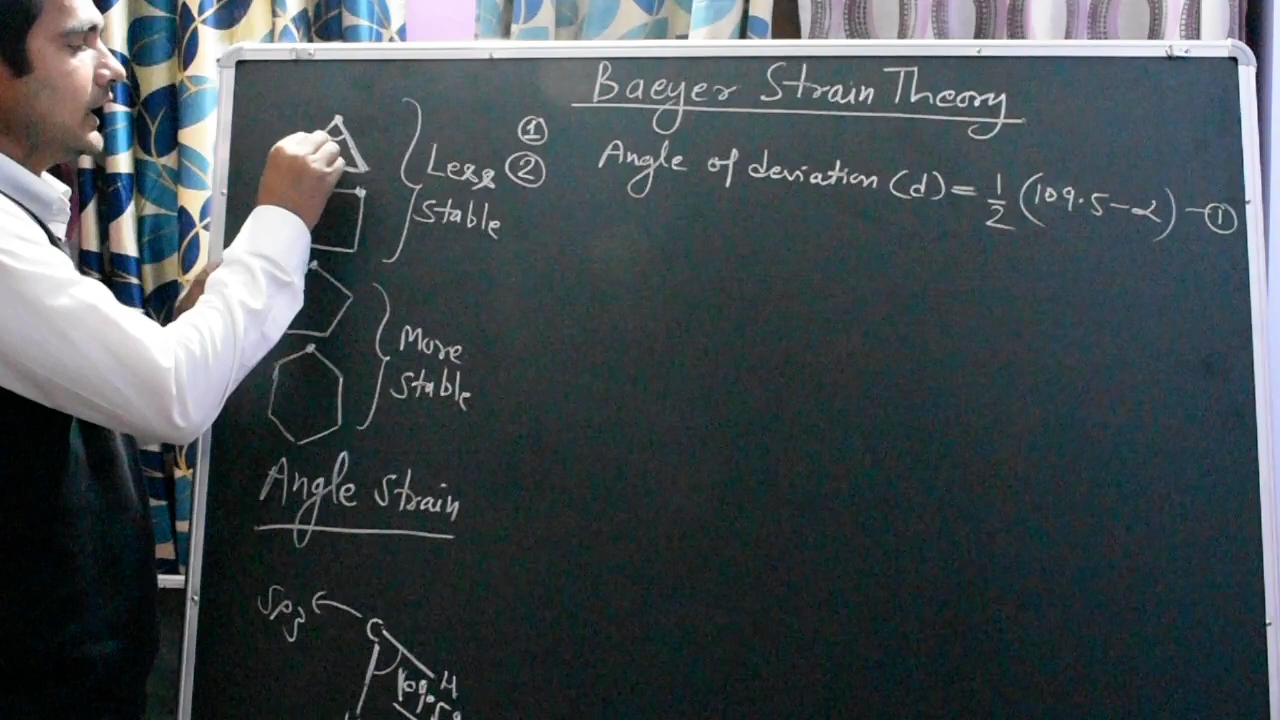 Baeyer Strain Theory
①
② Angle of deviation (d) = 1/2 (109.5 - α) - ①
Less
Stable
More
Stable
Angle Strain
Sp3
C
109.5
H